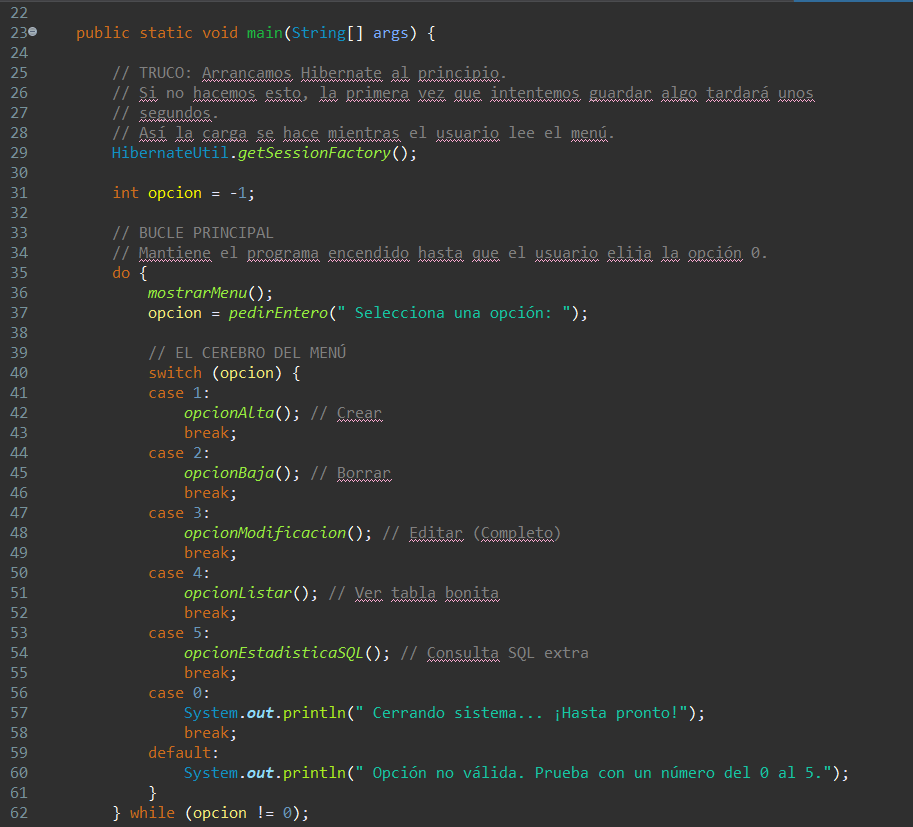 22
23 public static void main(String[] args) {
24
25 // TRUCO: Arrancamos Hibernate al principio.
26 // Si no hacemos esto, la primera vez que intentemos guardar algo tardará unos
27 // segundos.
28 // Así la carga se hace mientras el usuario lee el menú.
29 HibernateUtil.getSessionFactory();
30
31 int opcion = -1;
32
33 // BUCLE PRINCIPAL
34 // Mantiene el programa encendido hasta que el usuario elija la opción 0.
35 do {
36 mostrarMenu();
37 opcion = pedirEntero(" Selecciona una opción: ");
38
39 // EL CEREBRO DEL MENÚ
40 switch (opcion) {
41 case 1:
42 opcionAlta(); // Crear
43 break;
44 case 2:
45 opcionBaja(); // Borrar
46 break;
47 case 3:
48 opcionModificacion(); // Editar (Completo)
49 break;
50 case 4:
51 opcionListar(); // Ver tabla bonita
52 break;
53 case 5:
54 opcionEstadisticaSQL(); // Consulta SQL extra
55 break;
56 case 0:
57 System.out.println(" Cerrando sistema... ¡Hasta pronto!");
58 break;
59 default:
60 System.out.println(" Opción no válida. Prueba con un número del 0 al 5.");
61 }
62 } while (opcion != 0);